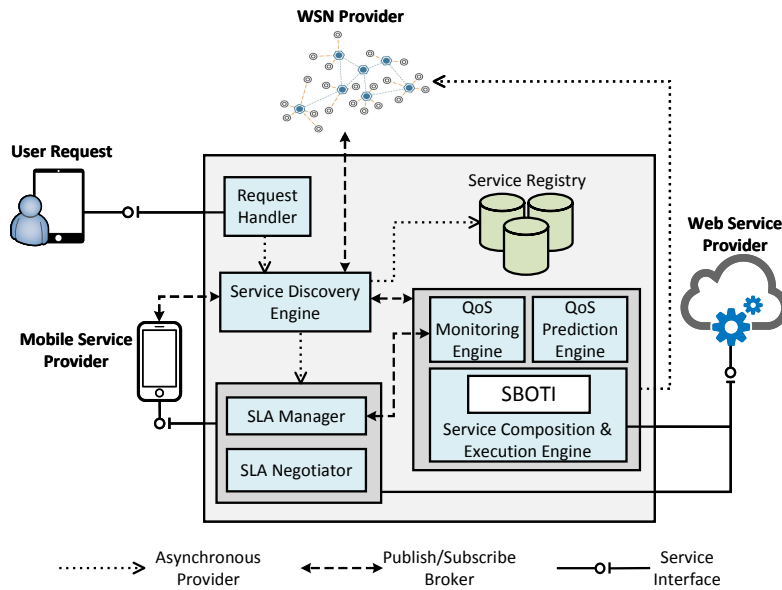 WSN Provider
User Request
Request
Handler
Service Registry
Web Service
Provider
Service Discovery
Engine
QoS
Monitoring
Engine
QoS
Prediction
Engine
Mobile Service
Provider
SBOTI
Service Composition &
Execution Engine
SLA Manager
SLA Negotiator
Asynchronous
Provider
Publish/Subscribe
Broker
Service
Interface